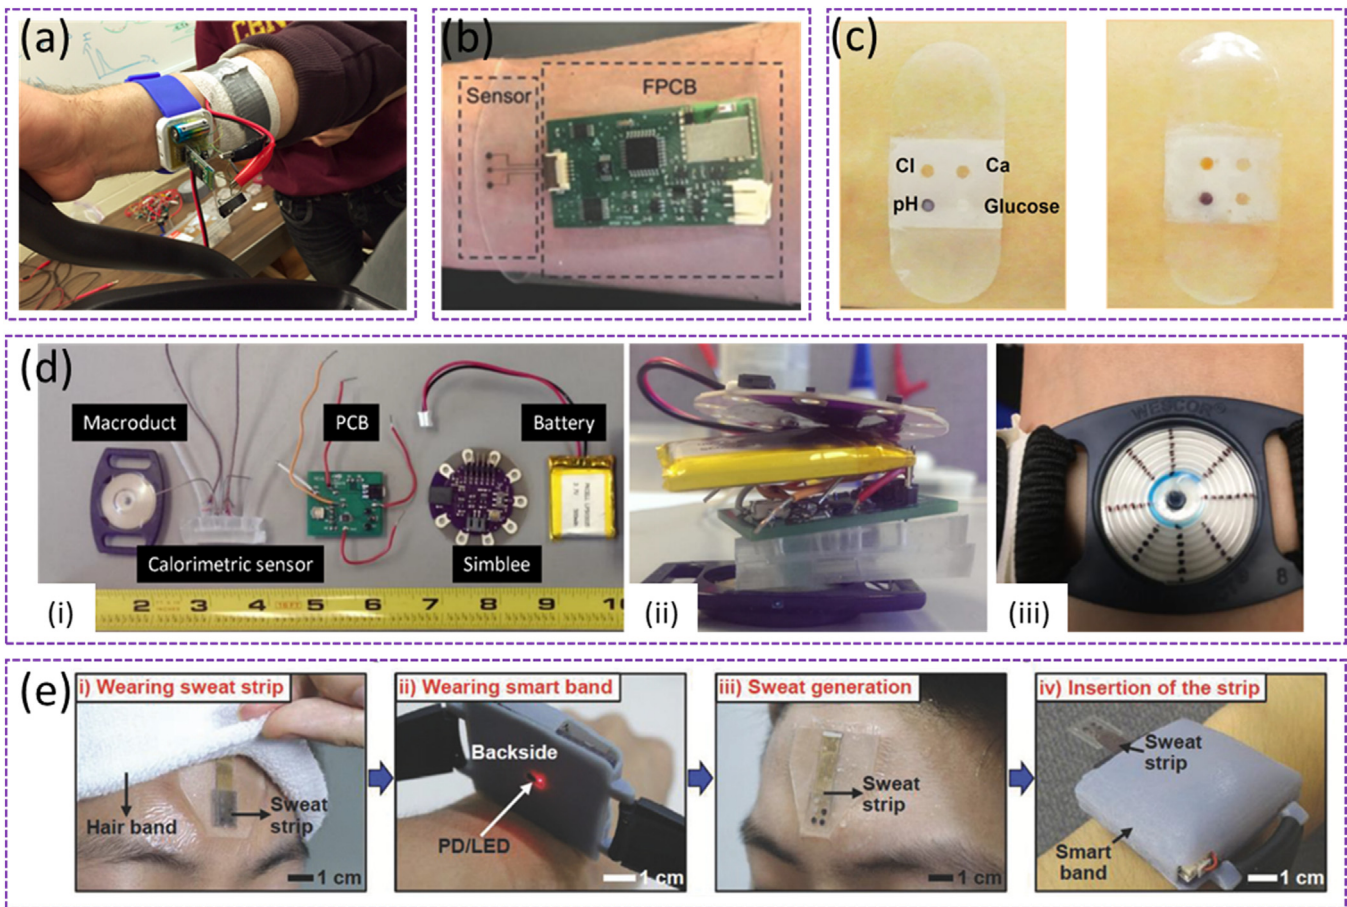 (a)
(b)
Sensor
FPCB
(c)
Cl
Ca
pH
Glucose
(d)
Macroduct
PCB
Battery
Calorimetric sensor
Simblee
2 3 4 5 6 7 8 9
(i)
(ii)
WESCOR
8
(iii)
(e)
i) Wearing sweat strip
Hair band
Sweat
strip
1 cm
ii) Wearing smart band
Backside
PD/LED
1 cm
iii) Sweat generation
Sweat
strip
1 cm
iv) Insertion of the strip
Sweat
strip
Smart
band
1 cm